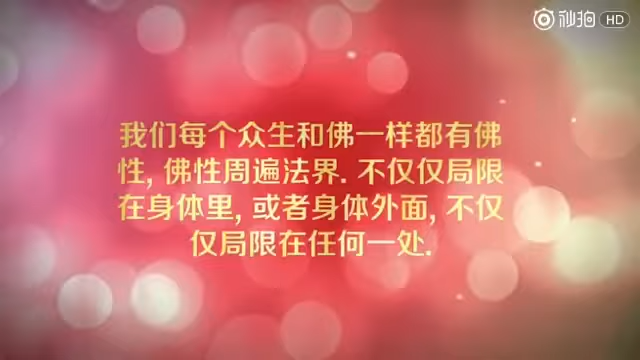 秒拍 HD
我们每个众生和佛一样都有佛
性, 佛性周遍法界. 不仅仅局限
在身体里, 或者身体外面, 不仅
仅局限在任何一处.